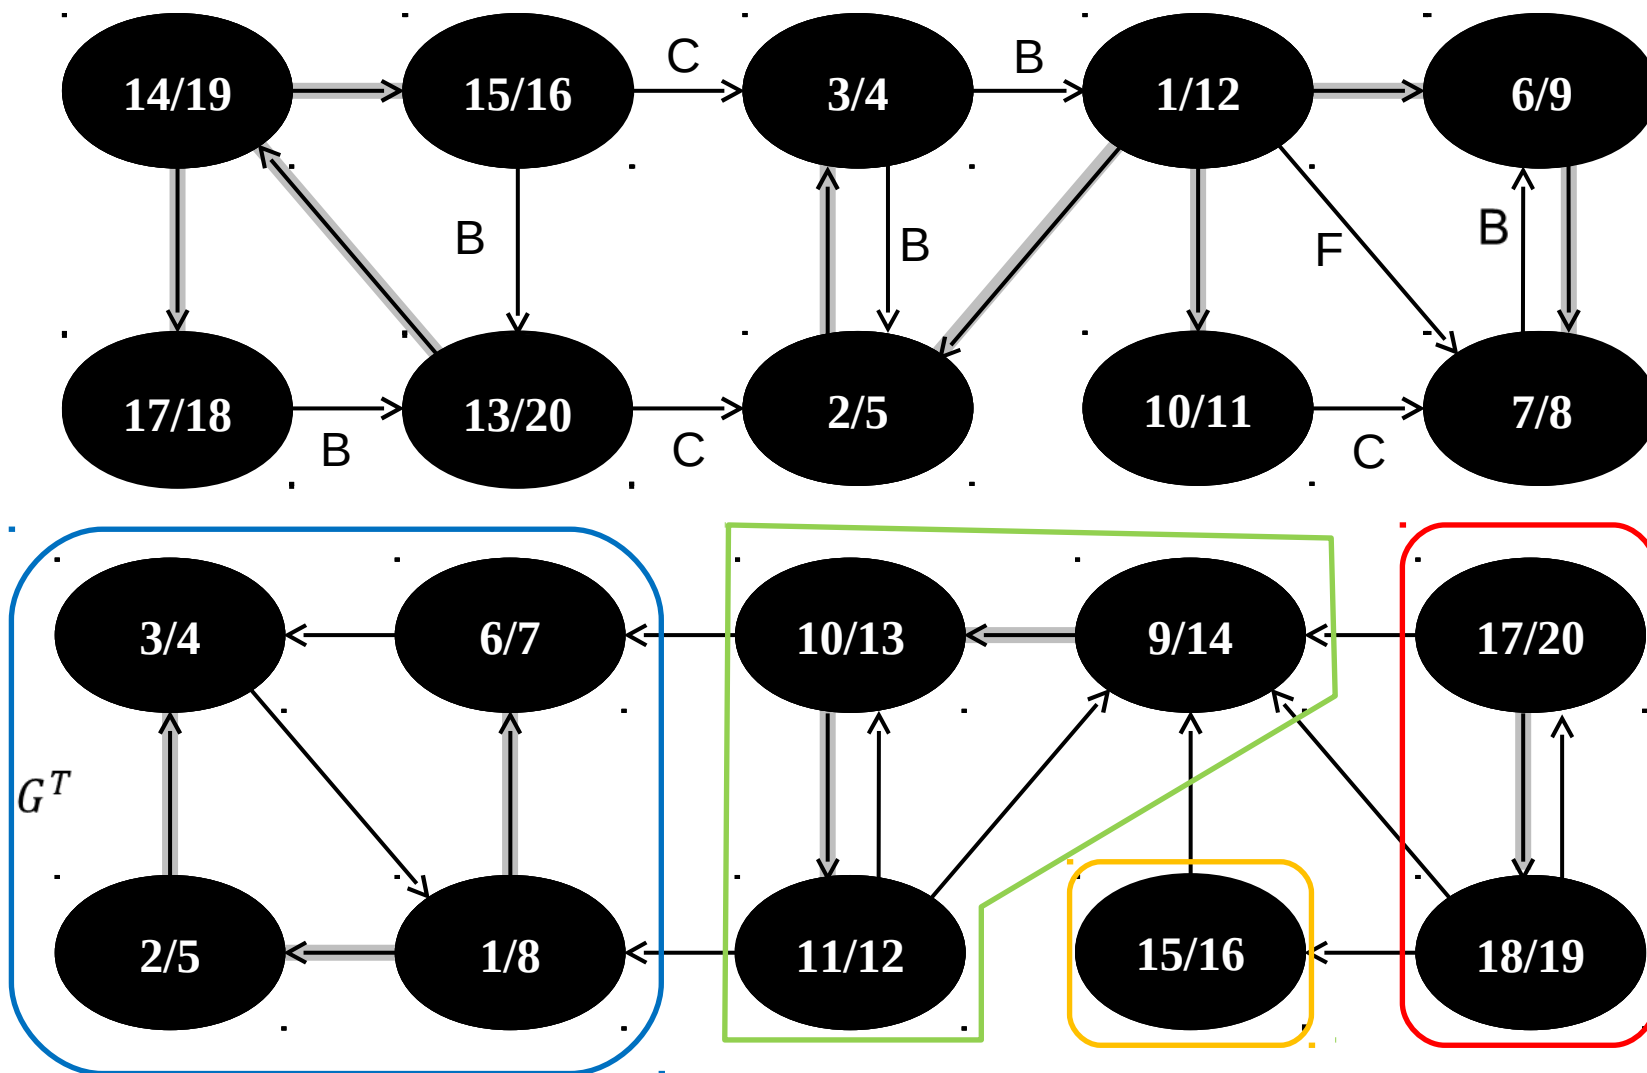 14/19 15/16 C 3/4 B 1/12 6/9
B B F B
17/18 B 13/20 C 2/5 10/11 C 7/8
3/4 6/7 10/13 9/14 17/20
G^T
2/5 1/8 11/12 15/16 18/19